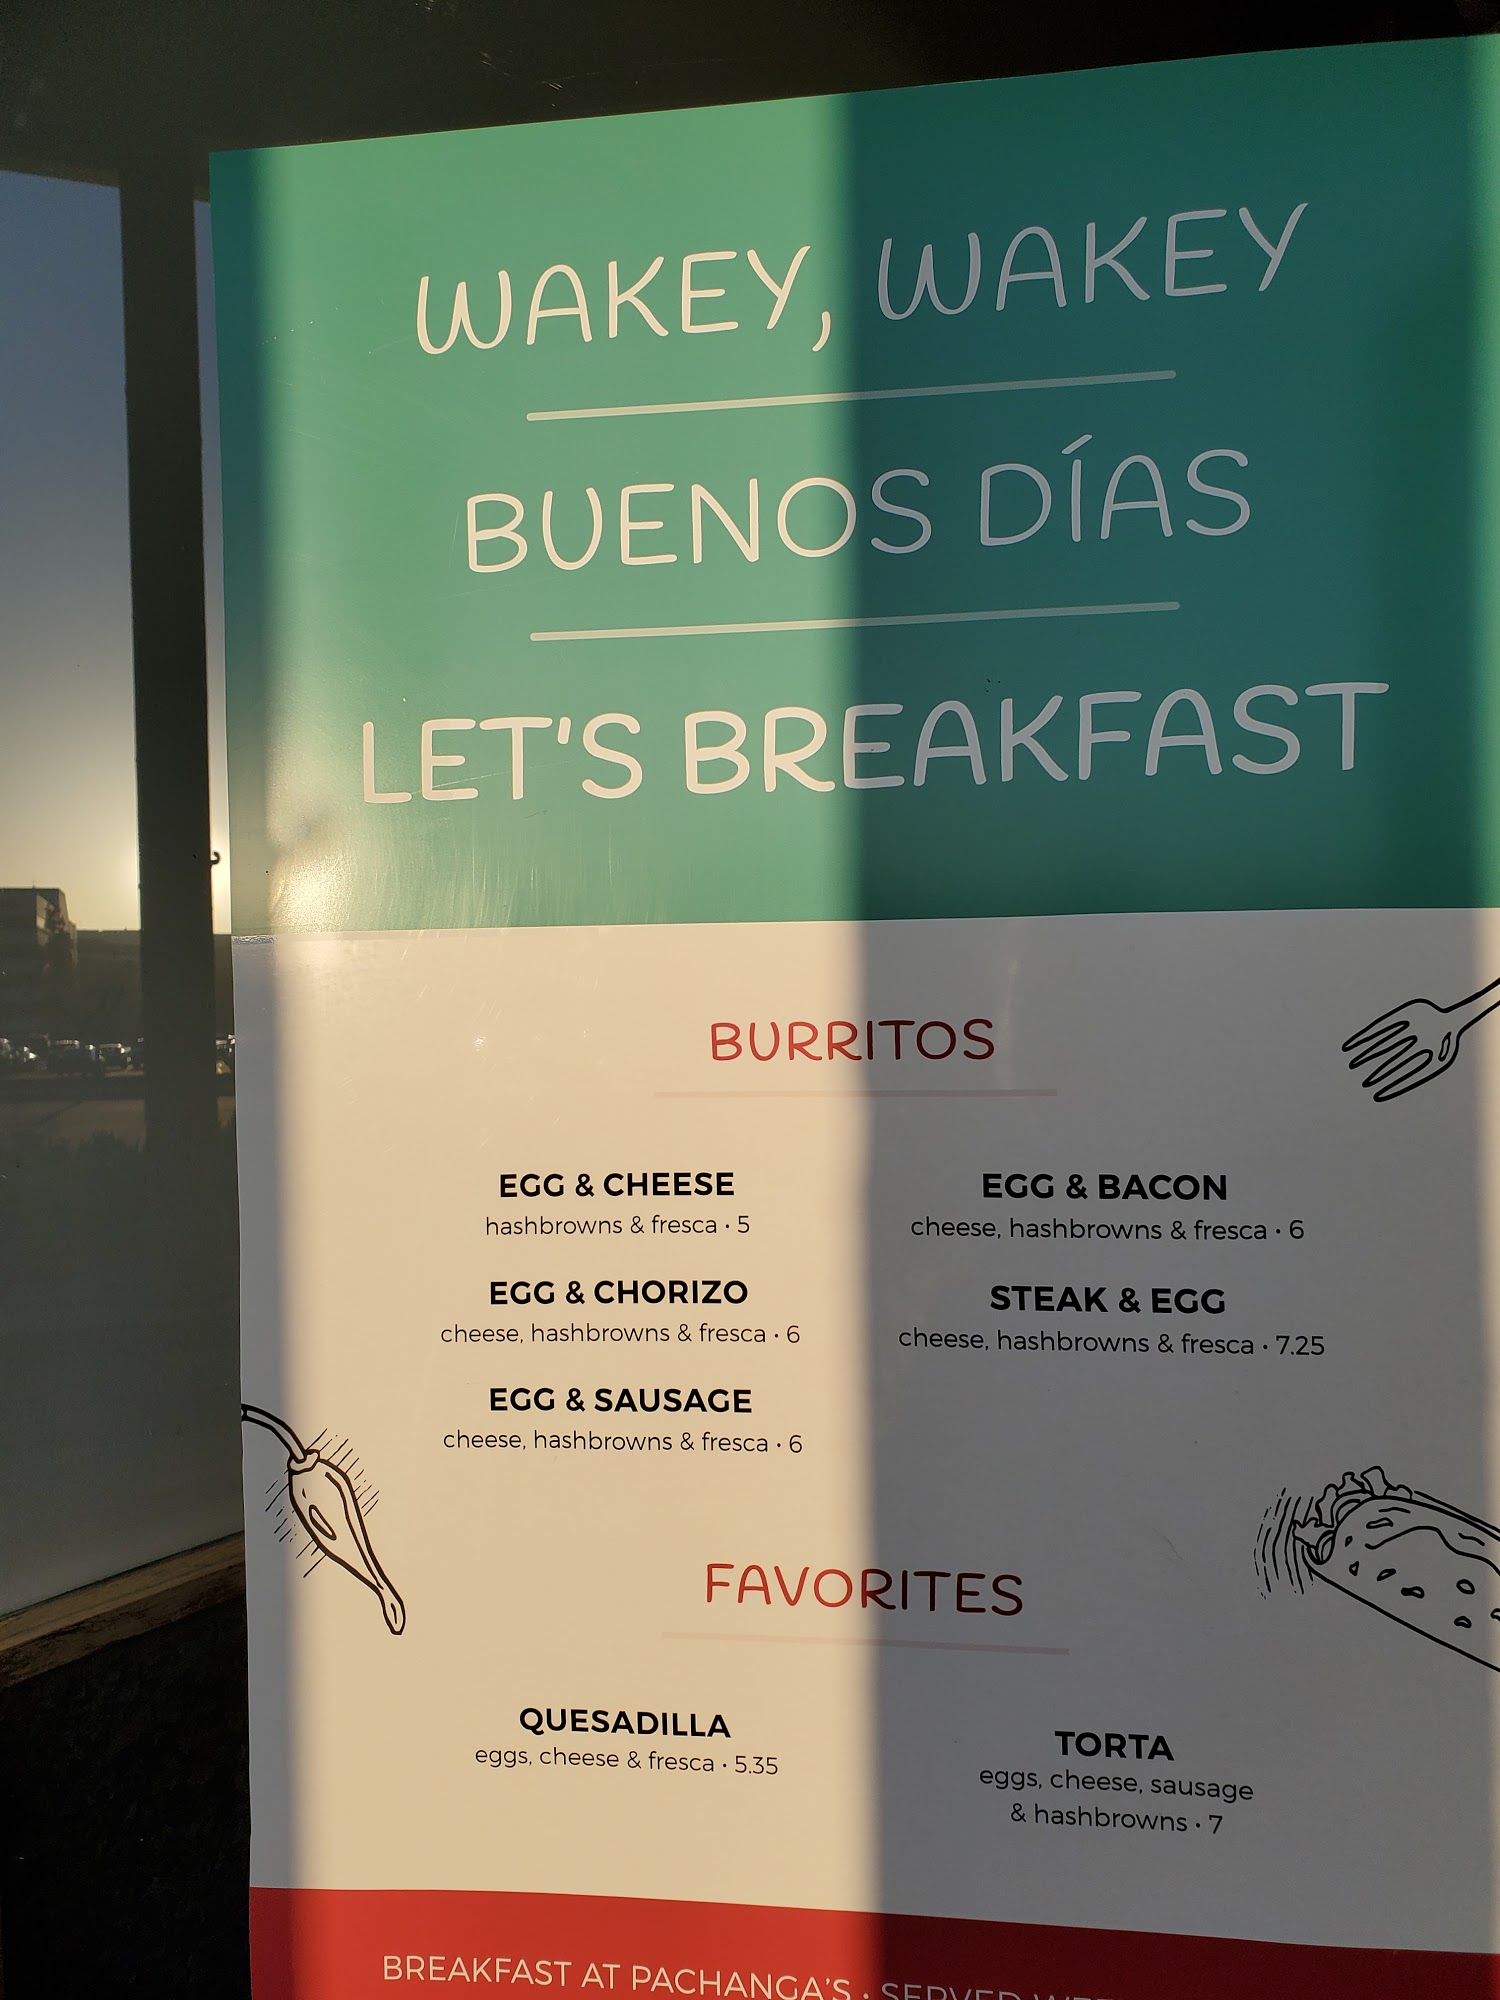 WAKEY, WAKEY
BUENOS DÍAS
LET'S BREAKFAST
BURRITOS
EGG & CHEESE
hashbrowns & fresca • 5
EGG & CHORIZO
cheese, hashbrowns & fresca • 6
EGG & SAUSAGE
cheese, hashbrowns & fresca • 6
EGG & BACON
cheese, hashbrowns & fresca • 6
STEAK & EGG
cheese, hashbrowns & fresca • 7.25
FAVORITES
QUESADILLA
eggs, cheese & fresca • 5.35
TORTA
eggs, cheese, sausage
& hashbrowns • 7
BREAKFAST AT PACHANGA'S • SERVED